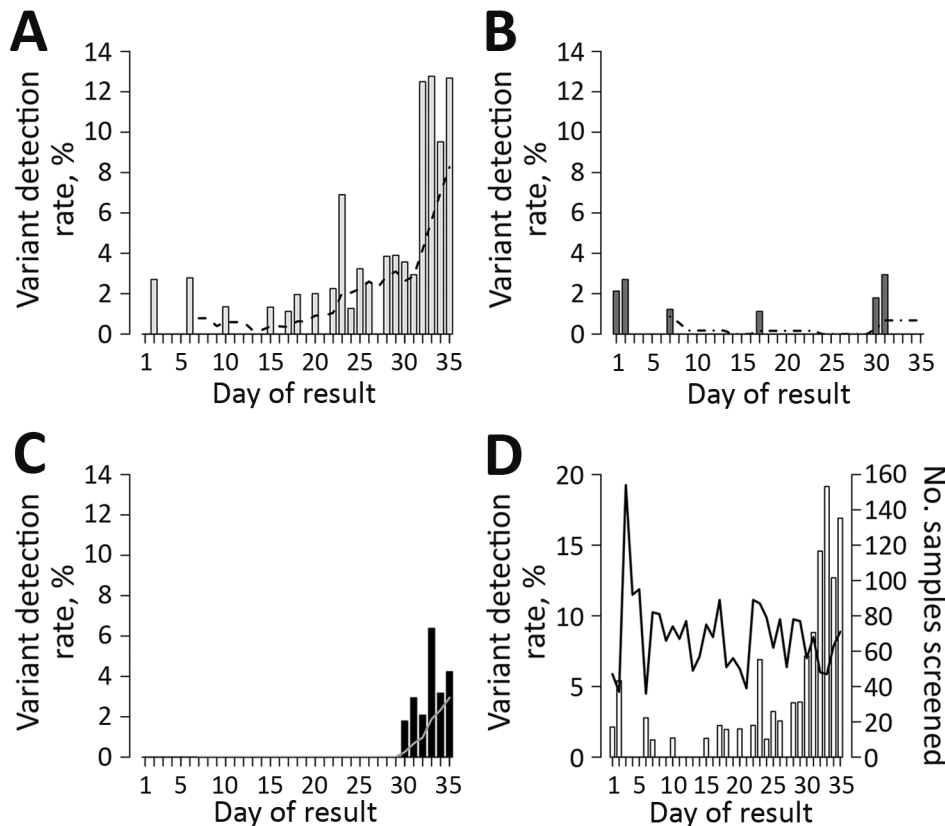 A
Variant detection
rate, %
14
12
10
8
6
4
2
0
1 5 10 15 20 25 30 35
Day of result
B
Variant detection
rate, %
14
12
10
8
6
4
2
0
1 5 10 15 20 25 30 35
Day of result
C
Variant detection
rate, %
14
12
10
8
6
4
2
0
1 5 10 15 20 25 30 35
Day of result
D
Variant detection
rate, %
20
15
10
5
0
160
140
120
100
80
60
40
20
0
No. samples screened
1 5 10 15 20 25 30 35
Day of result